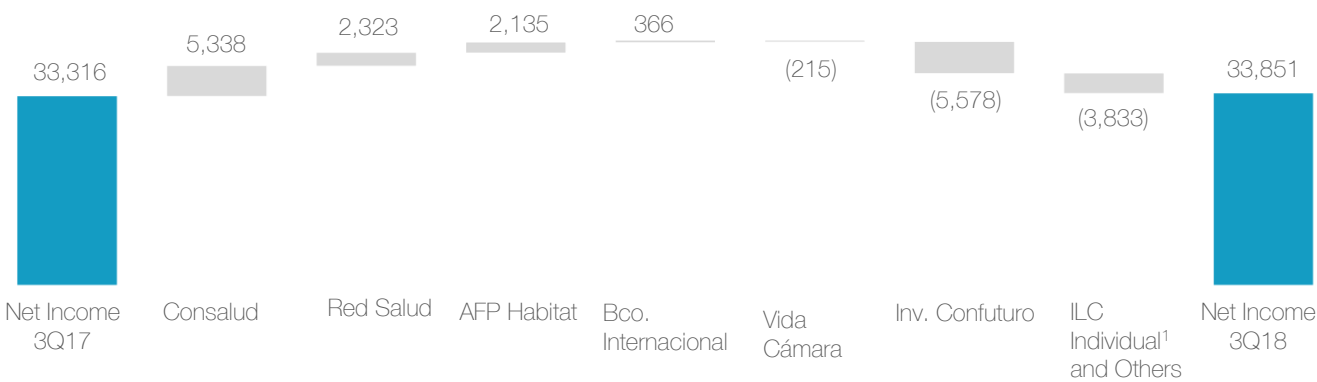 33,316
5,338
2,323
2,135
366
(215)
(5,578)
(3,833)
33,851
Net Income
3Q17
Consalud
Red Salud
AFP Habitat
Bco.
Internacional
Vida
Cámara
Inv. Confuturo
ILC
Individual¹
and Others
Net Income
3Q18